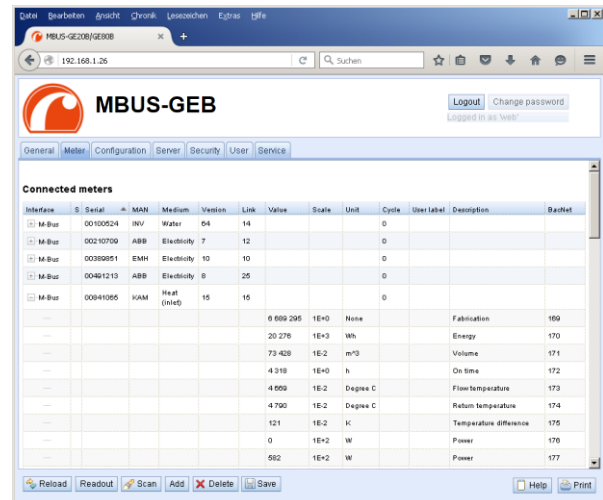 Datei Bearbeiten Ansicht Chronik Lesezeichen Extras Hilfe
MBUS-GE20B/GE80B × +
192.168.1.26 Suchen
MBUS-GEB
Logout Change password
Logged in as 'web'
General Meter Configuration Server Security User Service
Connected meters
Interface S Serial MAN Medium Version Link Value Scale Unit Cycle User label Description BacNet
M-Bus 00100524 INV Water 64 14 0
M-Bus 00210709 ABB Electricity 7 12 0
M-Bus 00389851 EMH Electricity 10 10 0
M-Bus 00491213 ABB Electricity 8 25 0
M-Bus 00841065 KAM Heat (inlet) 15 15 0
6 689 295 1E+0 None Fabrication 169
20 276 1E+3 Wh Energy 170
73 428 1E-2 m^3 Volume 171
4 318 1E+0 h On time 172
4 669 1E-2 Degree C Flow temperature 173
4 790 1E-2 Degree C Return temperature 174
121 1E-2 K Temperature difference 175
0 1E+2 W Power 176
582 1E+2 W Power 177
Reload Readout Scan Add Delete Save Help Print